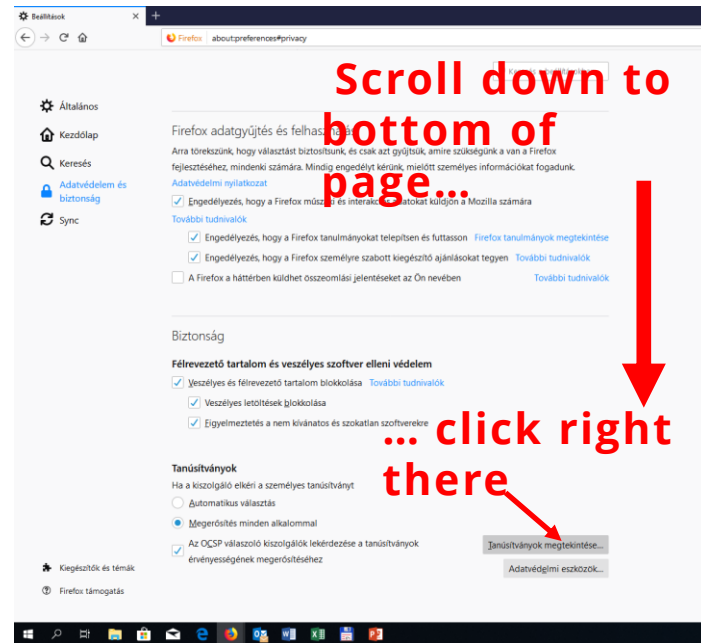 Beállítások
Firefox about:preferences#privacy
Scroll down to
bottom of
page...
Általános
Kezdőlap
Keresés
Adatvédelem és
biztonság
Sync
Firefox adatgyűjtés és felhasználás
Arra törekszünk, hogy választást biztosítsunk, és csak azt gyűjtsük, amire szükségünk a van a Firefox
fejlesztéséhez, mindenki számára. Mindig engedélyt kérünk, mielőtt személyes információkat fogadunk.
Adatvédelmi nyilatkozat
Engedélyezés, hogy a Firefox műszaki és interakciós adatokat küldjön a Mozilla számára
További tudnivalók
Engedélyezés, hogy a Firefox tanulmányokat telepítsen és futtasson Firefox tanulmányok megtekintése
Engedélyezés, hogy a Firefox személyre szabott kiegészítő ajánlásokat tegyen További tudnivalók
A Firefox a háttérben küldhet összeomlási jelentéseket az Ön nevében További tudnivalók
Biztonság
Félrevezető tartalom és veszélyes szoftver elleni védelem
Veszélyes és félrevezető tartalom blokkolása További tudnivalók
Veszélyes letöltések blokkolása
Figyelmeztetés a nem kívánatos és szokatlan szoftverekre
... click right
there
Tanúsítványok
Ha a kiszolgáló elkéri a személyes tanúsítványt
Automatikus választás
Megerősítés minden alkalommal
Az OCSP válaszoló kiszolgálók lekérdezése a tanúsítványok
érvényességének megerősítéséhez
Tanúsítványok megtekintése...
Adatvédelmi eszközök...
Kiegészítők és témák
Firefox támogatás